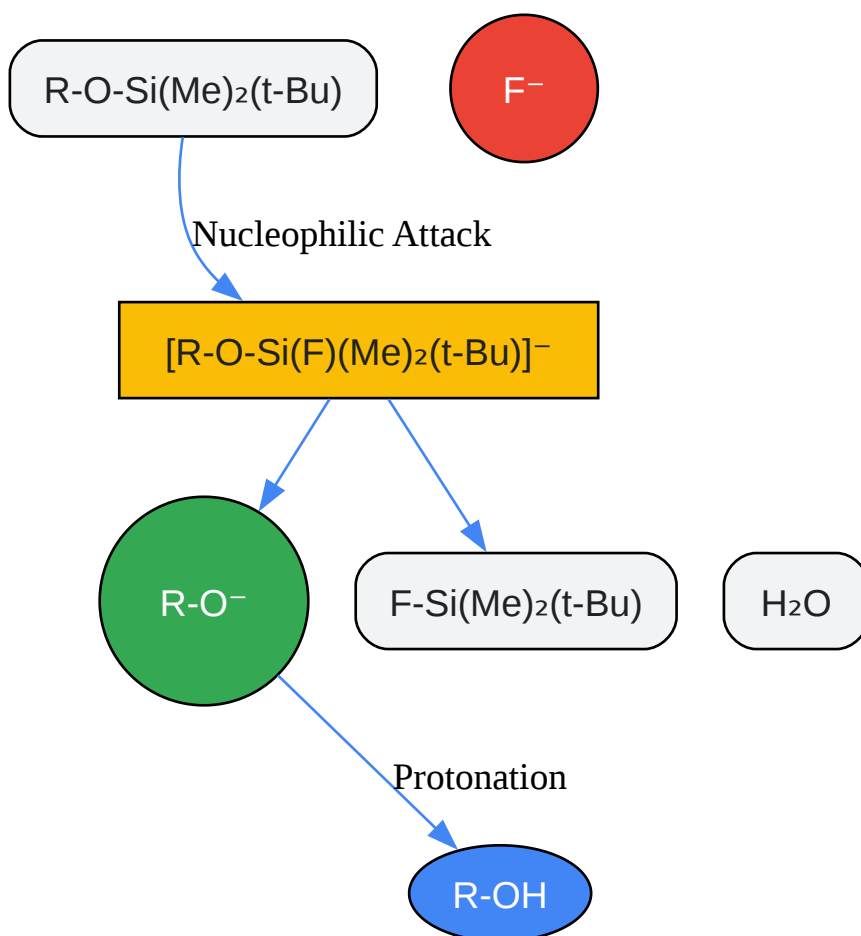 R-O-Si(Me)₂(t-Bu)
F⁻
Nucleophilic Attack
[R-O-Si(F)(Me)₂(t-Bu)]⁻
R-O⁻
F-Si(Me)₂(t-Bu)
H₂O
Protonation
R-OH